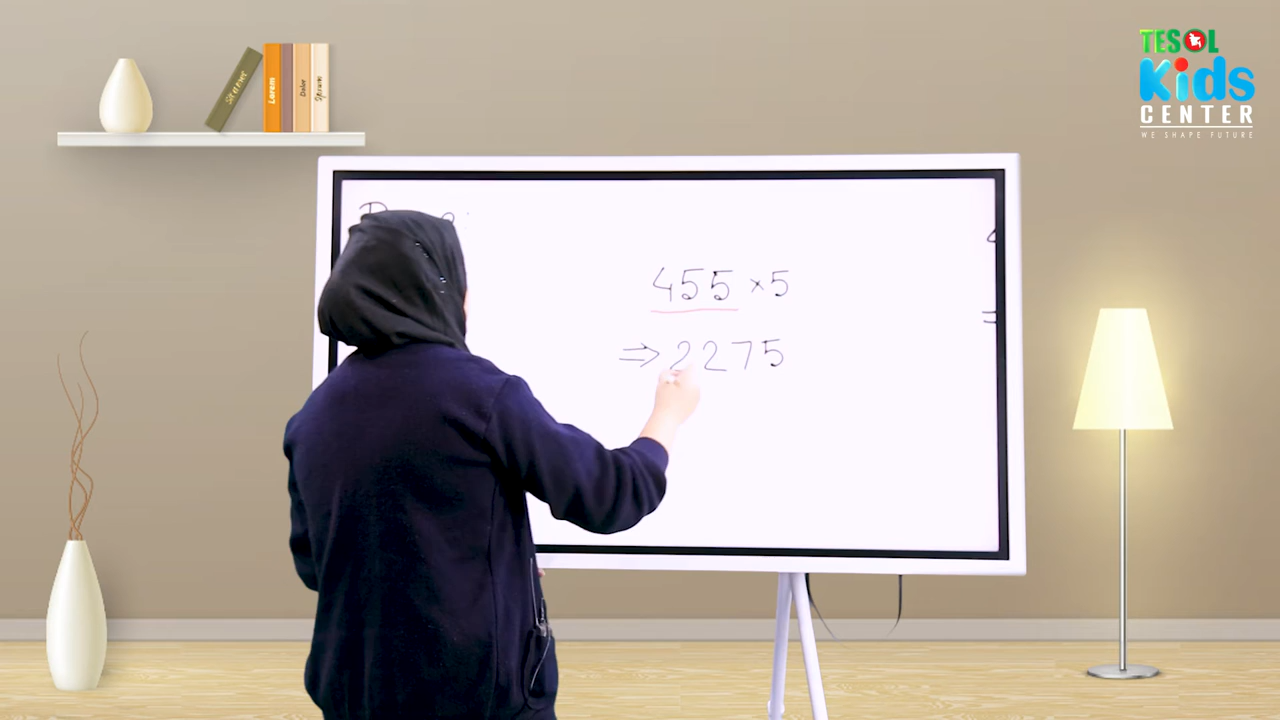 TESOL
Kids
CENTER
WE SHAPE FUTURE
Lorem
Dolor
455 × 5
=
⇒ 2275